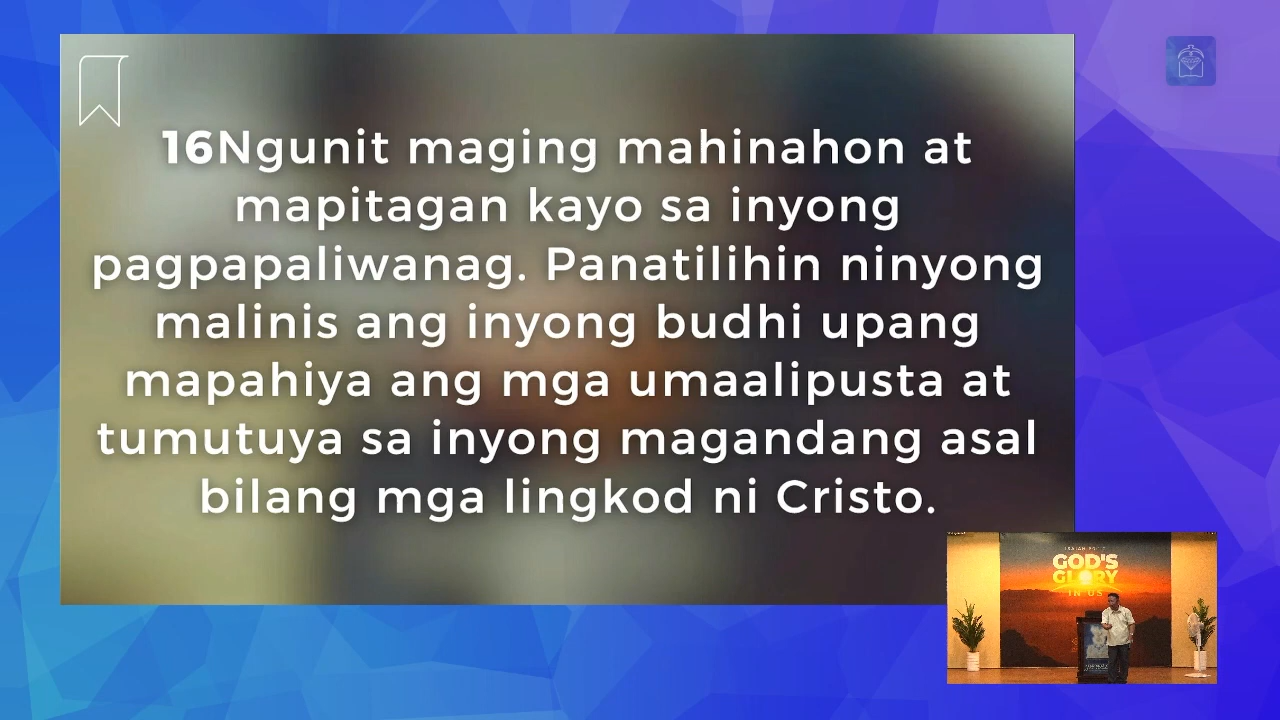 16Ngunit maging mahinahon at
mapitagan kayo sa inyong
pagpapaliwanag. Panatilihin ninyong
malinis ang inyong budhi upang
mapahiya ang mga umaalipusta at
tumutuya sa inyong magandang asal
bilang mga lingkod ni Cristo.
GOD'S
GLORY
IN US